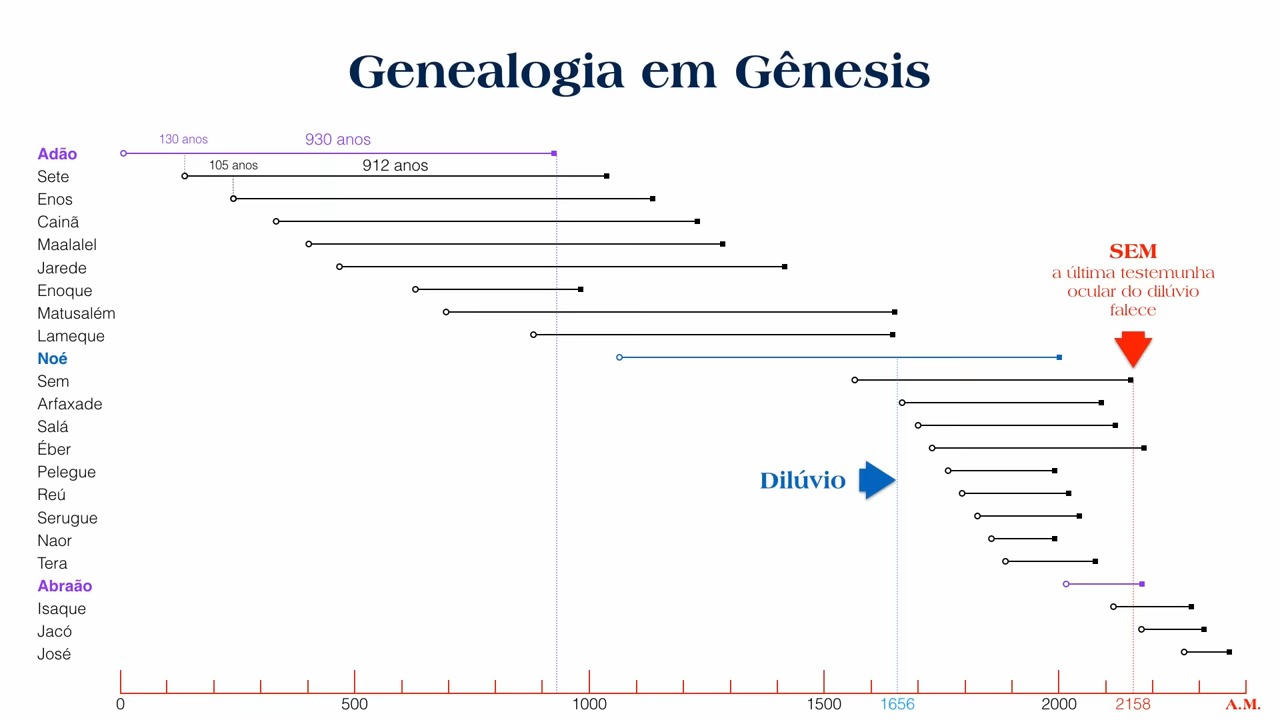 Genealogia em Gênesis
130 anos
930 anos
Adão
105 anos
912 anos
Sete
Enos
Cainã
Maalalel
Jarede
Enoque
Matusalém
Lameque
Noé
Sem
Arfaxade
Salá
Éber
Pelegue
Reú
Serugue
Naor
Tera
Abraão
Isaque
Jacó
José
SEM
a última testemunha
ocular do dilúvio
falece
Dilúvio
0
500
1000
1500
1656
2000
2158
A.M.